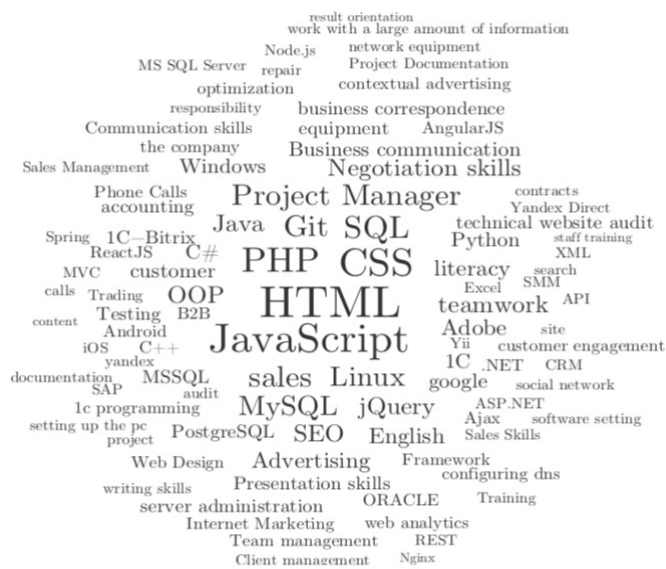 result orientation
work with a large amount of information
Node.js network equipment
MS SQL Server repair Project Documentation
optimization contextual advertising
responsibility business correspondence
Communication skills equipment AngularJS
the company Business communication
Sales Management Windows Negotiation skills
Phone Calls Project Manager contracts
accounting Yandex Direct
Java Git SQL technical website audit
Spring 1C–Bitrix Python staff training
ReactJS C# PHP CSS XML
MVC customer literacy search
calls Trading OOP HTML Excel SMM
teamwork API
content Testing B2B
Android JavaScript Adobe site
iOS C++ Yii customer engagement
yandex 1C .NET CRM
documentation MSSQL sales Linux google social network
SAP audit
1c programming MySQL jQuery ASP.NET
setting up the pc Ajax software setting
project PostgreSQL SEO English Sales Skills
Web Design Advertising Framework
configuring dns
writing skills Presentation skills
server administration ORACLE Training
Internet Marketing web analytics
Team management REST
Client management Nginx